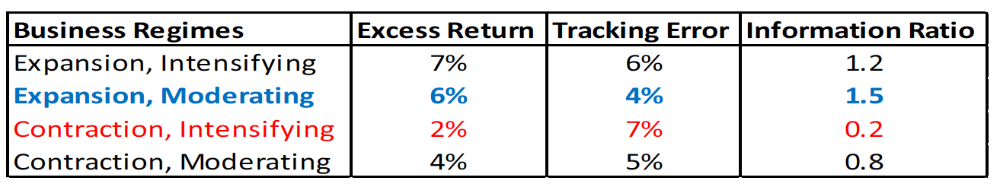 Business Regimes Excess Return Tracking Error Information Ratio
Expansion, Intensifying 7% 6% 1.2
Expansion, Moderating 6% 4% 1.5
Contraction, Intensifying 2% 7% 0.2
Contraction, Moderating 4% 5% 0.8